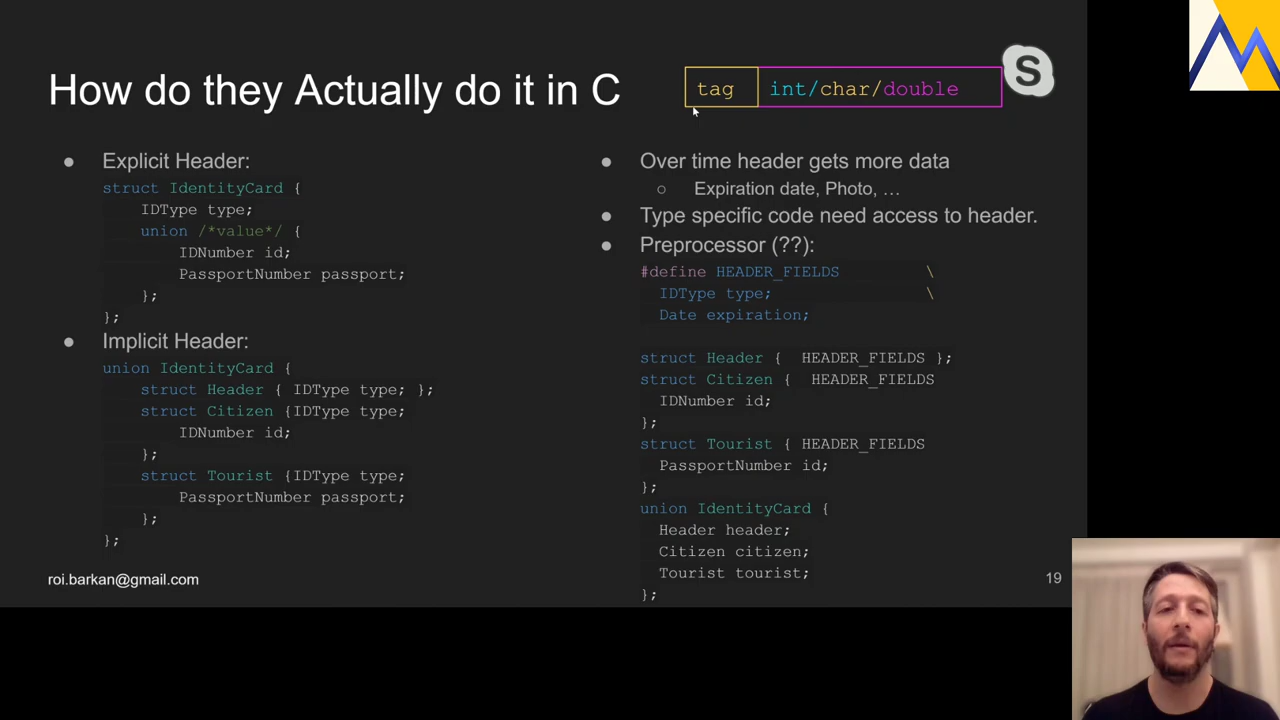 How do they Actually do it in C
tag int/char/double
S
● Explicit Header:
struct IdentityCard {
IDType type;
union /*value*/ {
IDNumber id;
PassportNumber passport;
};
};
● Implicit Header:
union IdentityCard {
struct Header { IDType type; };
struct Citizen {IDType type;
IDNumber id;
};
struct Tourist {IDType type;
PassportNumber passport;
};
};
● Over time header gets more data
○ Expiration date, Photo, …
● Type specific code need access to header.
● Preprocessor (??):
#define HEADER_FIELDS \
IDType type; \
Date expiration;
struct Header { HEADER_FIELDS };
struct Citizen { HEADER_FIELDS
IDNumber id;
};
struct Tourist { HEADER_FIELDS
PassportNumber id;
};
union IdentityCard {
Header header;
Citizen citizen;
Tourist tourist;
};
roi.barkan@gmail.com
19